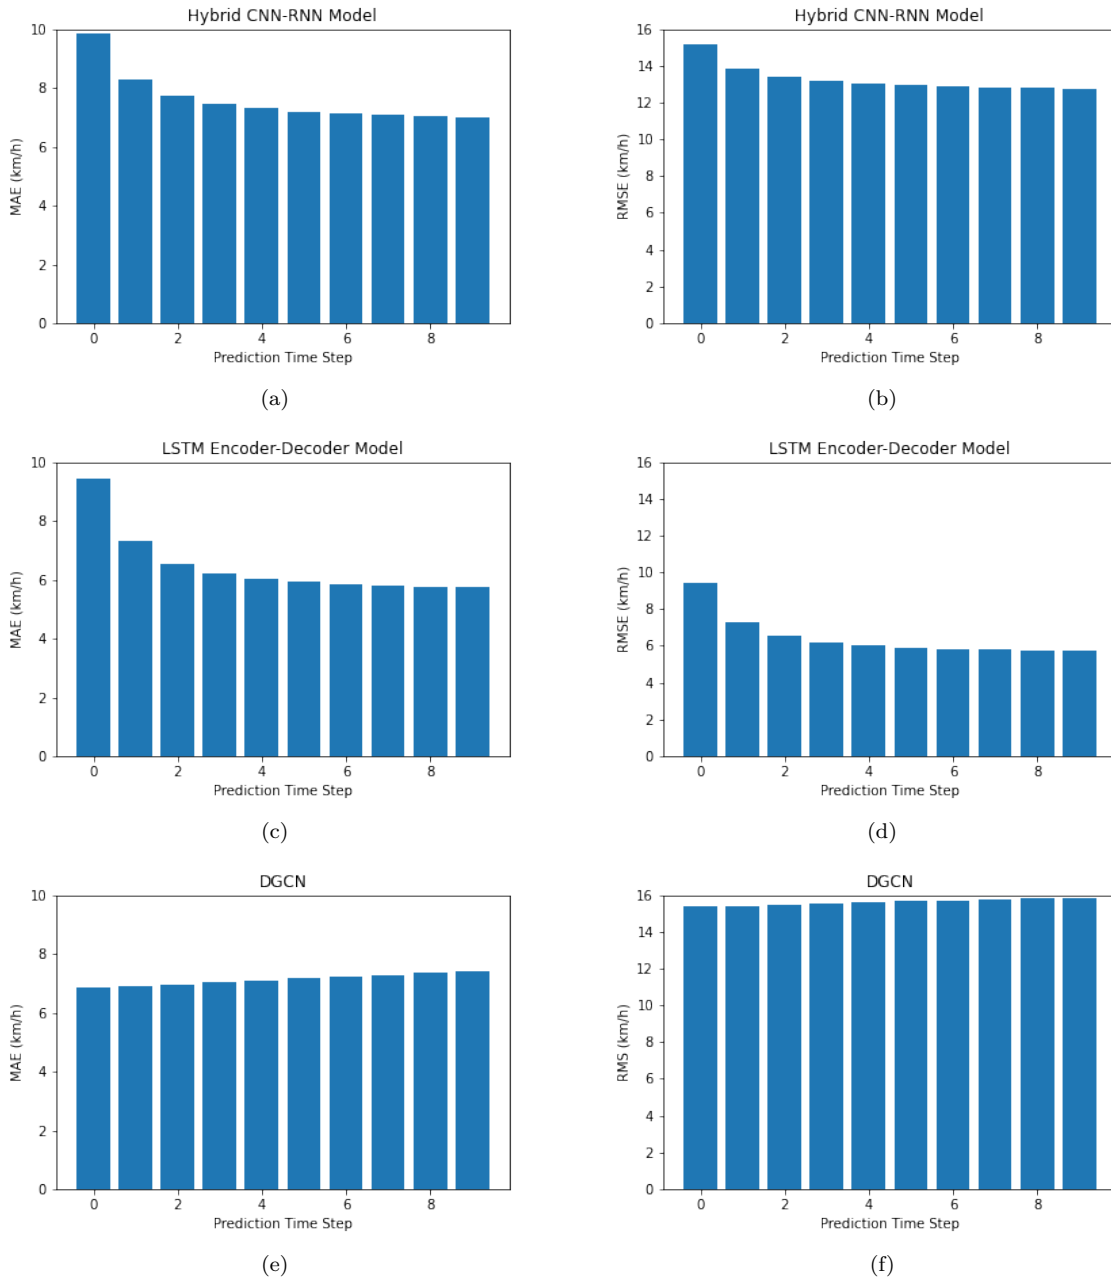 Hybrid CNN-RNN Model
10
8
6
4
2
0
MAE (km/h)
0 2 4 6 8
Prediction Time Step
(a)
Hybrid CNN-RNN Model
16
14
12
10
8
6
4
2
0
RMSE (km/h)
0 2 4 6 8
Prediction Time Step
(b)
LSTM Encoder-Decoder Model
10
8
6
4
2
0
MAE (km/h)
0 2 4 6 8
Prediction Time Step
(c)
LSTM Encoder-Decoder Model
16
14
12
10
8
6
4
2
0
RMSE (km/h)
0 2 4 6 8
Prediction Time Step
(d)
DGCN
10
8
6
4
2
0
MAE (km/h)
0 2 4 6 8
Prediction Time Step
(e)
DGCN
16
14
12
10
8
6
4
2
0
RMS (km/h)
0 2 4 6 8
Prediction Time Step
(f)